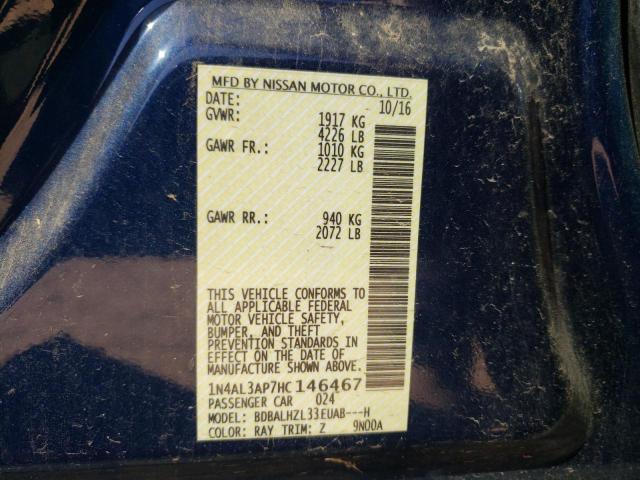 MFD BY NISSAN MOTOR CO., LTD.
DATE: 10/16
GVWR: 1917 KG
4226 LB
GAWR FR.: 1010 KG
2227 LB
GAWR RR.: 940 KG
2072 LB
THIS VEHICLE CONFORMS TO
ALL APPLICABLE FEDERAL
MOTOR VEHICLE SAFETY,
BUMPER, AND THEFT
PREVENTION STANDARDS IN
EFFECT ON THE DATE OF
MANUFACTURE SHOWN ABOVE.
1N4AL3AP7HC146467
PASSENGER CAR 024
MODEL: BDBALHZL33EUAB---H
COLOR: RAY TRIM: Z 9N00A